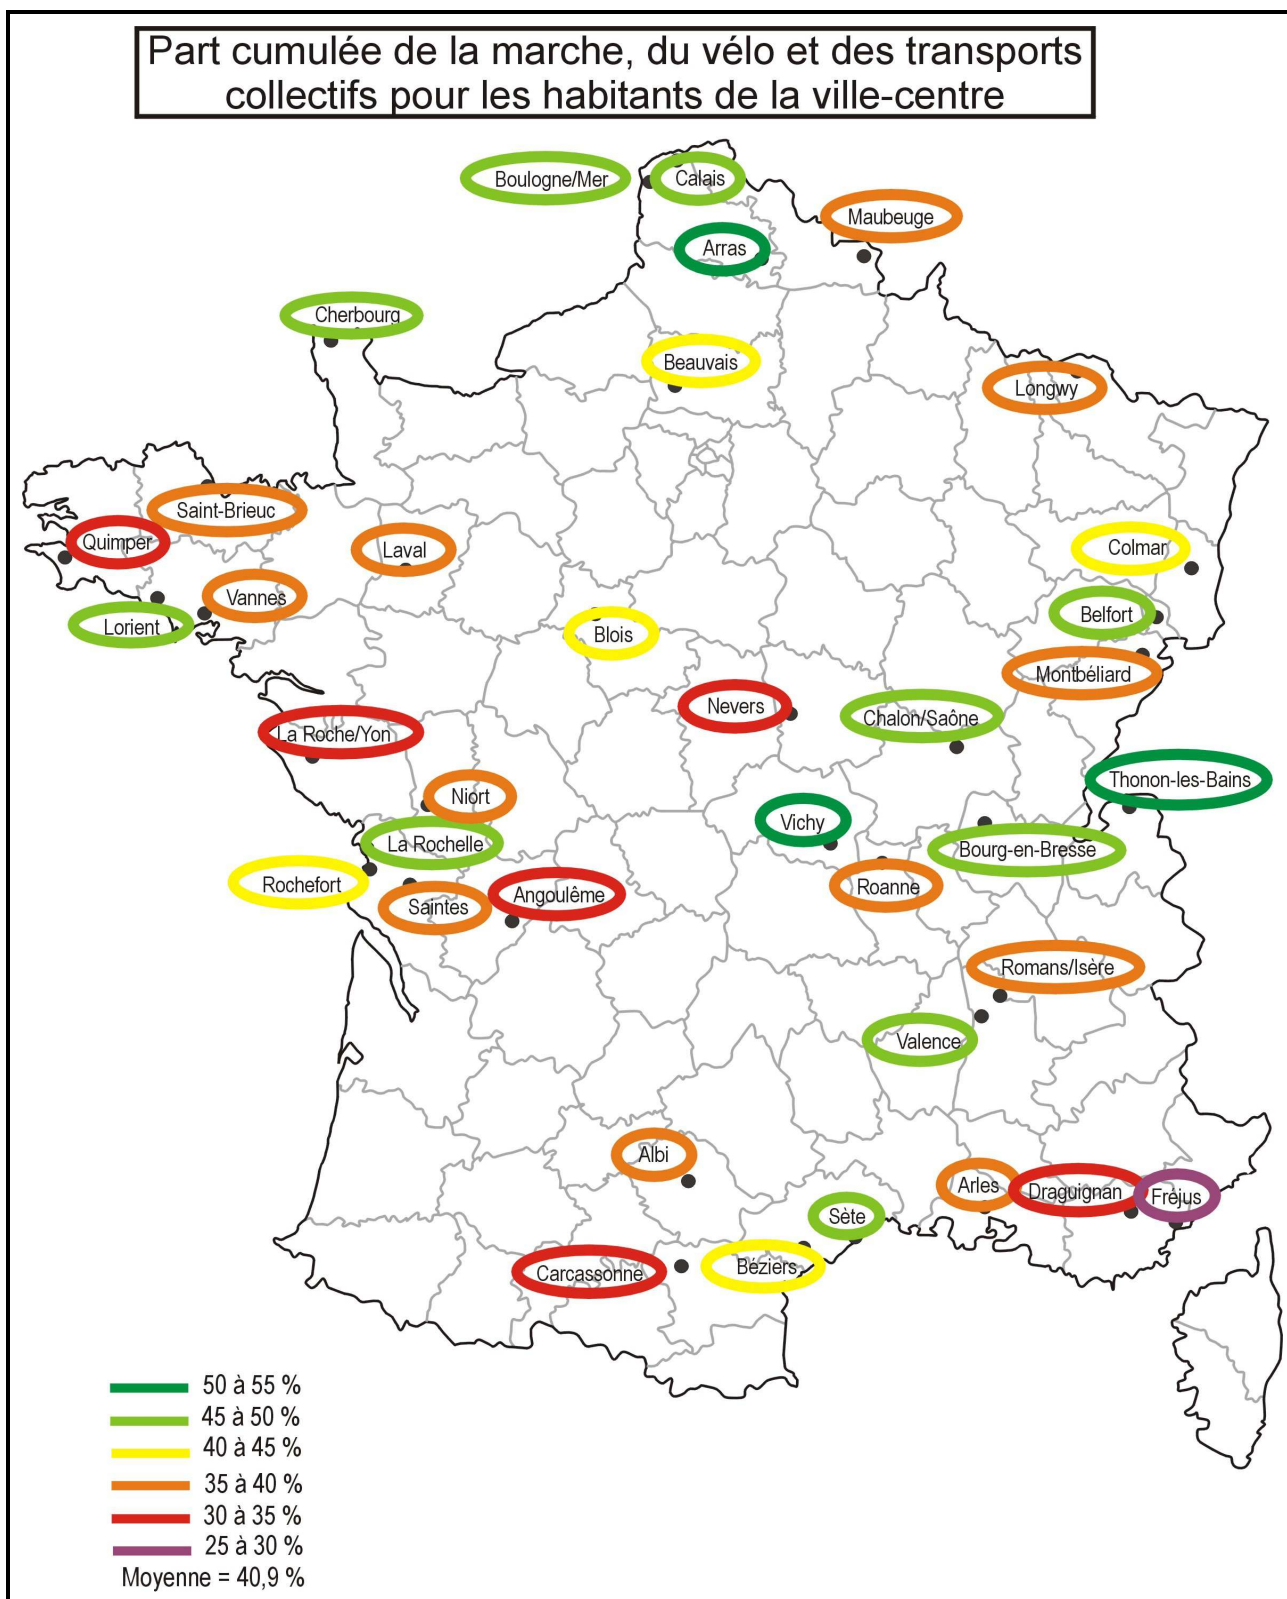 Part cumulée de la marche, du vélo et des transports
collectifs pour les habitants de la ville-centre
Boulogne/Mer
Calais
Maubeuge
Arras
Cherbourg
Beauvais
Longwy
Saint-Brieuc
Quimper
Laval
Colmar
Vannes
Lorient
Blois
Belfort
Montbéliard
Nevers
Chalon/Saône
La Roche/Yon
Thonon-les-Bains
Niort
Vichy
La Rochelle
Bourg-en-Bresse
Rochefort
Roanne
Angoulême
Saintes
Romans/Isère
Valence
Albi
Arles
Draguignan
Fréjus
Sète
Carcassonne
Béziers
50 à 55 %
45 à 50 %
40 à 45 %
35 à 40 %
30 à 35 %
25 à 30 %
Moyenne = 40,9 %